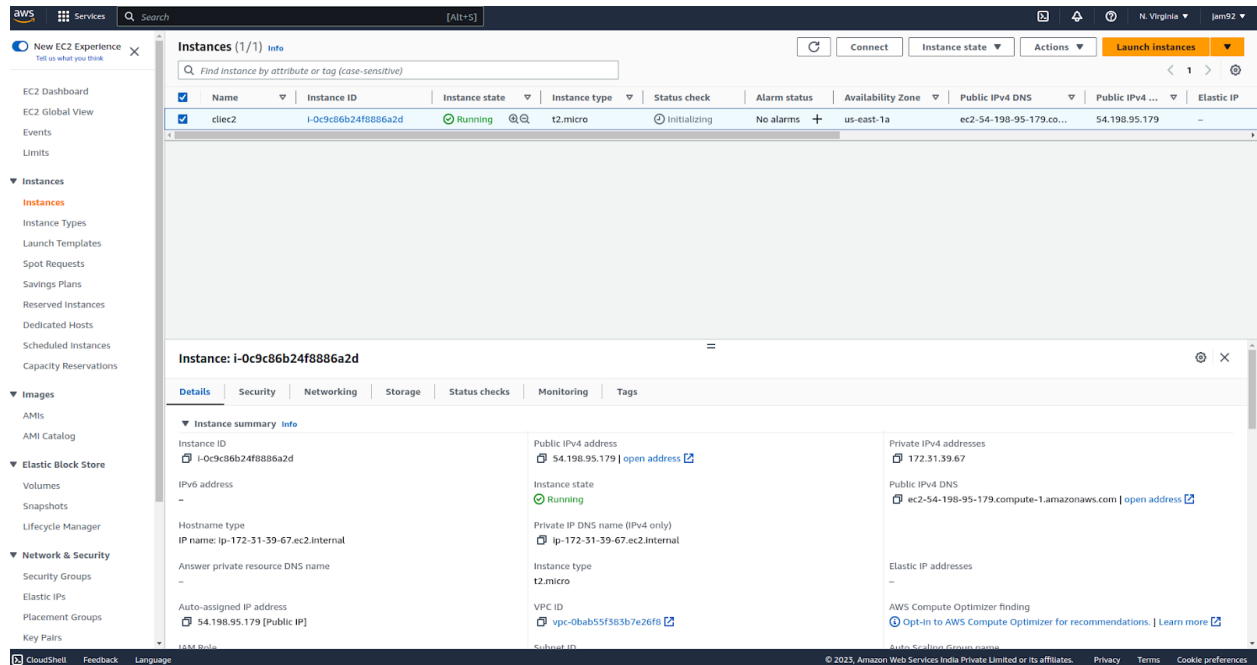 aws Services Search [Alt+S] N. Virginia jam92
New EC2 Experience
Tell us what you think
EC2 Dashboard
EC2 Global View
Events
Limits
Instances
Instances
Instance Types
Launch Templates
Spot Requests
Savings Plans
Reserved Instances
Dedicated Hosts
Scheduled Instances
Capacity Reservations
Images
AMIs
AMI Catalog
Elastic Block Store
Volumes
Snapshots
Lifecycle Manager
Network & Security
Security Groups
Elastic IPs
Placement Groups
Key Pairs
Instances (1/1) Info Connect Instance state Actions Launch instances
Find instance by attribute or tag (case-sensitive) 1
Name Instance ID Instance state Instance type Status check Alarm status Availability Zone Public IPv4 DNS Public IPv4 ... Elastic IP
cliec2 i-0c9c86b24f8886a2d Running t2.micro Initializing No alarms + us-east-1a ec2-54-198-95-179.co... 54.198.95.179 –
Instance: i-0c9c86b24f8886a2d
Details Security Networking Storage Status checks Monitoring Tags
Instance summary Info
Instance ID Public IPv4 address Private IPv4 addresses
i-0c9c86b24f8886a2d 54.198.95.179 | open address 172.31.39.67
IPv6 address Instance state Public IPv4 DNS
– Running ec2-54-198-95-179.compute-1.amazonaws.com | open address
Hostname type Private IP DNS name (IPv4 only)
IP name: ip-172-31-39-67.ec2.internal ip-172-31-39-67.ec2.internal
Answer private resource DNS name Instance type Elastic IP addresses
– t2.micro –
Auto-assigned IP address VPC ID AWS Compute Optimizer finding
54.198.95.179 [Public IP] vpc-0bab55f383b7e26f8 Opt-in to AWS Compute Optimizer for recommendations. | Learn more
IAM Role Subnet ID Auto Scaling Group name
CloudShell Feedback Language © 2023, Amazon Web Services India Private Limited or its affiliates. Privacy Terms Cookie preferences